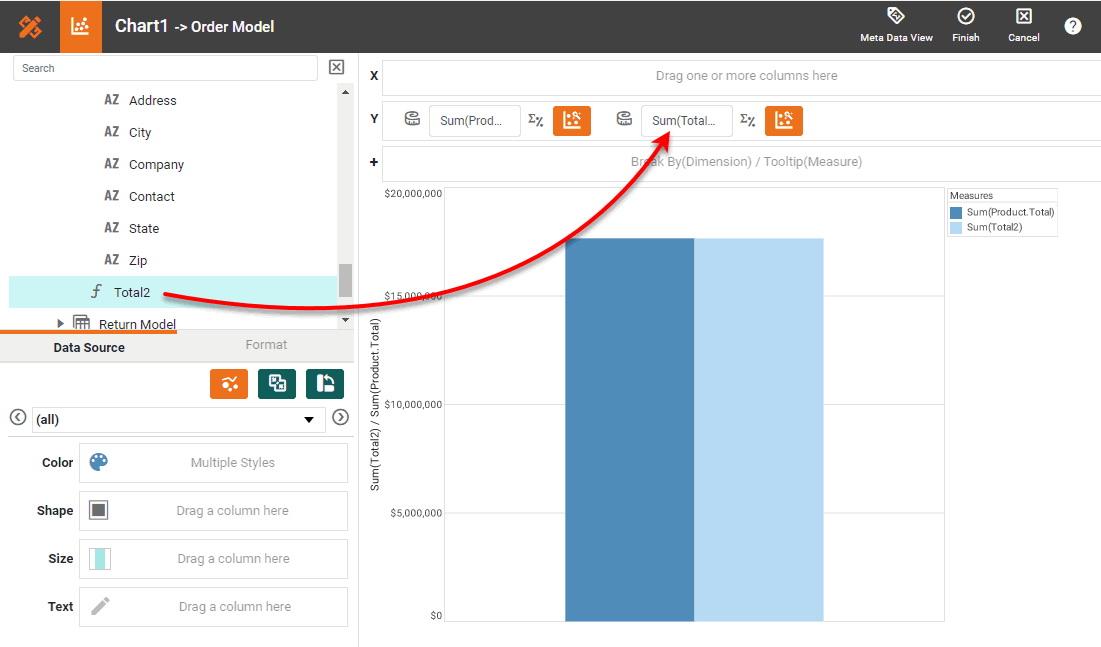 Chart1 -> Order Model
Meta Data View
Finish
Cancel
?
Search
AZ Address
AZ City
AZ Company
AZ Contact
AZ State
AZ Zip
f Total2
Return Model
Data Source
Format
(all)
Color
Multiple Styles
Shape
Drag a column here
Size
Drag a column here
Text
Drag a column here
X
Drag one or more columns here
Y
Sum(Prod...
Sum(Total...
+
Break By(Dimension) / Tooltip(Measure)
$20,000,000
$15,000,000
$10,000,000
$5,000,000
$0
Sum(Total2) / Sum(Product.Total)
Measures
Sum(Product.Total)
Sum(Total2)